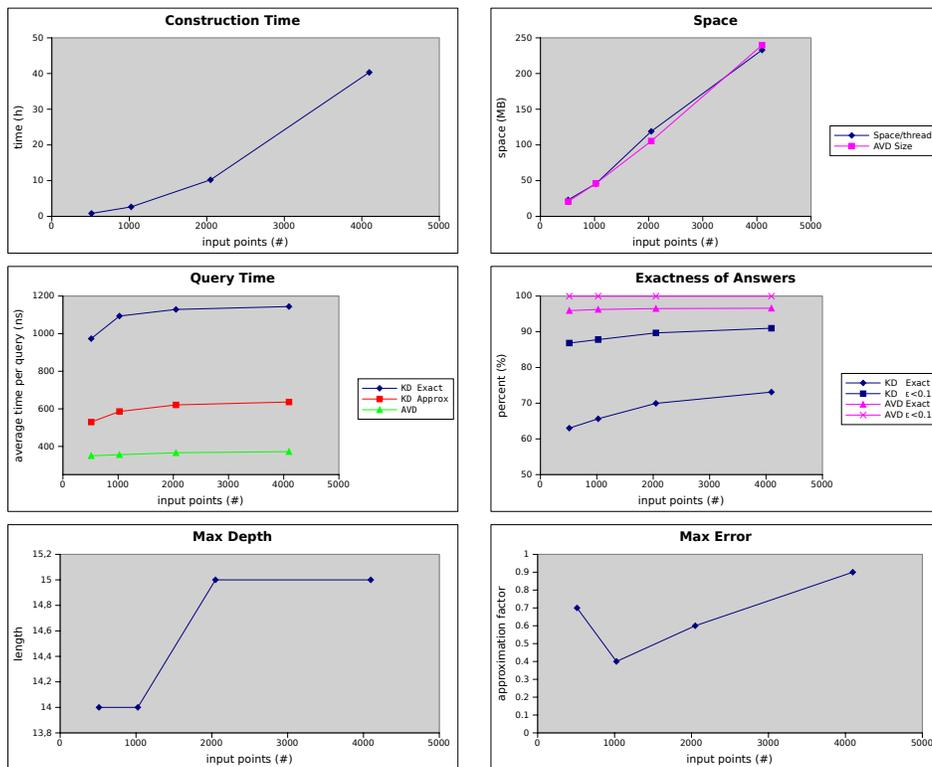 Construction Time
50
40
30
20
10
0
time (h)
0 1000 2000 3000 4000 5000
input points (#)
Space
250
200
150
100
50
0
space (MB)
0 1000 2000 3000 4000 5000
input points (#)
Space/thread
AVD Size
Query Time
1200
1000
800
600
400
average time per query (ns)
0 1000 2000 3000 4000 5000
input points (#)
KD Exact
KD Approx
AVD
Exactness of Answers
100
90
80
70
60
50
percent (%)
0 1000 2000 3000 4000 5000
input points (#)
KD Exact
KD ε<0.1
AVD Exact
AVD ε<0.1
Max Depth
15,2
15
14,8
14,6
14,4
14,2
14
13,8
length
0 1000 2000 3000 4000 5000
input points (#)
Max Error
1
0.9
0.8
0.7
0.6
0.5
0.4
0.3
0.2
0.1
0
approximation factor
0 1000 2000 3000 4000 5000
input points (#)